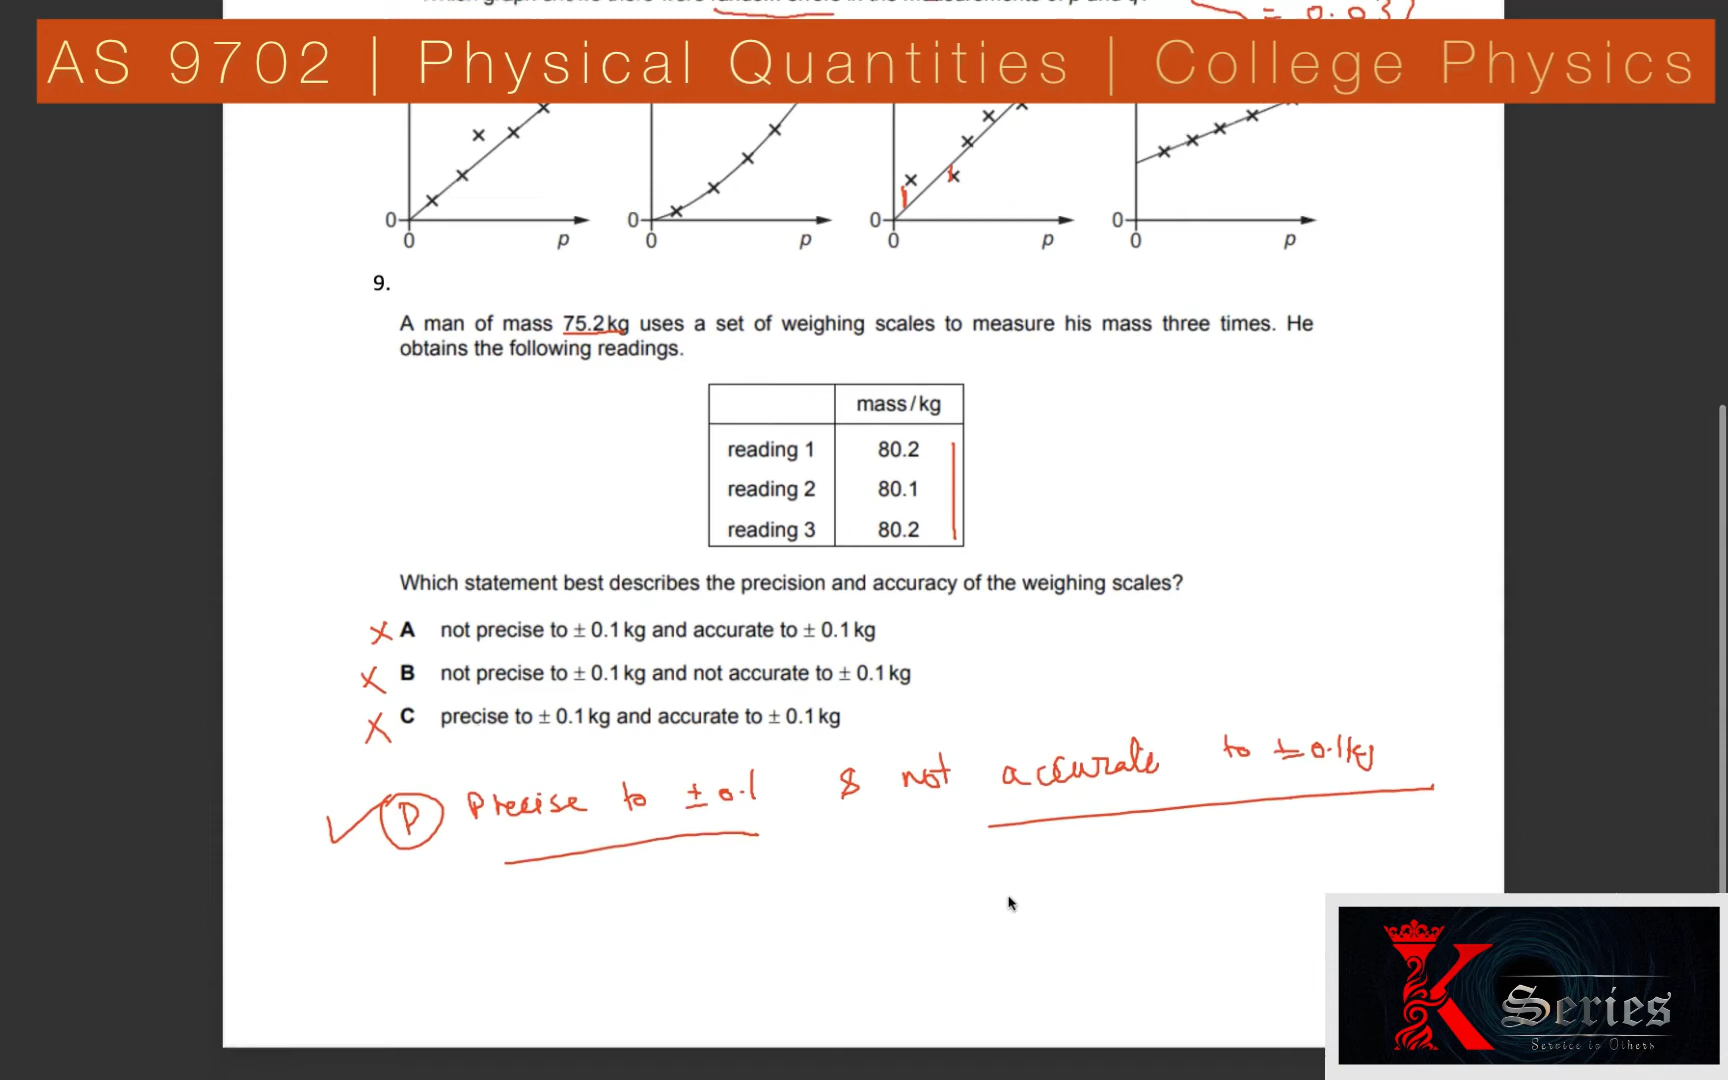 = 0.037
AS 9702 | Physical Quantities | College Physics
0 0 p
0 0 p
0 0 p
0 0 p
9.
A man of mass 75.2 kg uses a set of weighing scales to measure his mass three times. He
obtains the following readings.
mass/kg
reading 1 80.2
reading 2 80.1
reading 3 80.2
Which statement best describes the precision and accuracy of the weighing scales?
A not precise to ± 0.1 kg and accurate to ± 0.1 kg
B not precise to ± 0.1 kg and not accurate to ± 0.1 kg
C precise to ± 0.1 kg and accurate to ± 0.1 kg
D Precise to ± 0.1 & not accurate to ± 0.1kg
K Series
Service to Others